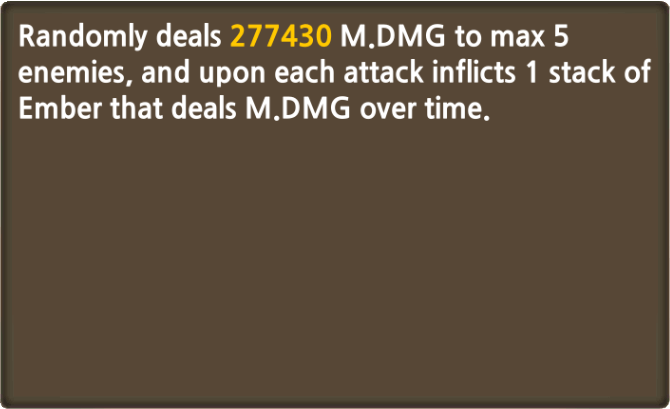 Randomly deals 277430 M.DMG to max 5
enemies, and upon each attack inflicts 1 stack of
Ember that deals M.DMG over time.